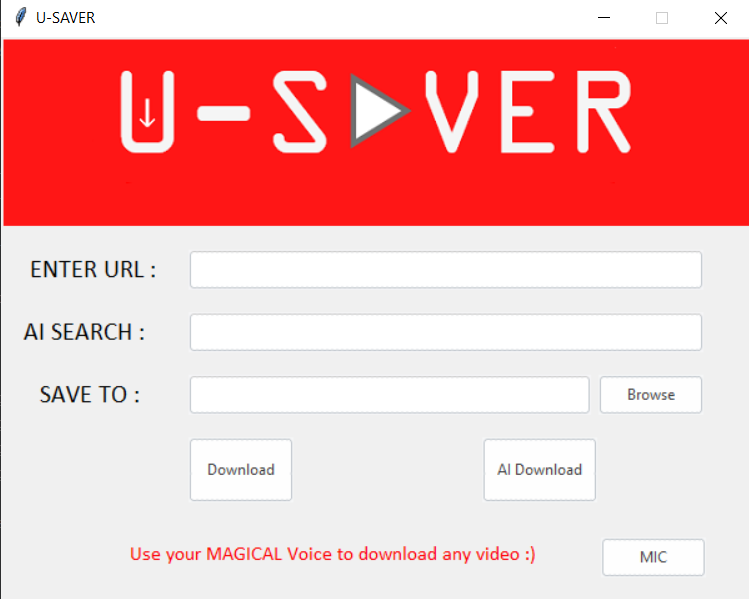 U-SAVER
U-S▶VER
ENTER URL :
AI SEARCH :
SAVE TO :
Browse
Download
AI Download
Use your MAGICAL Voice to download any video :)
MIC